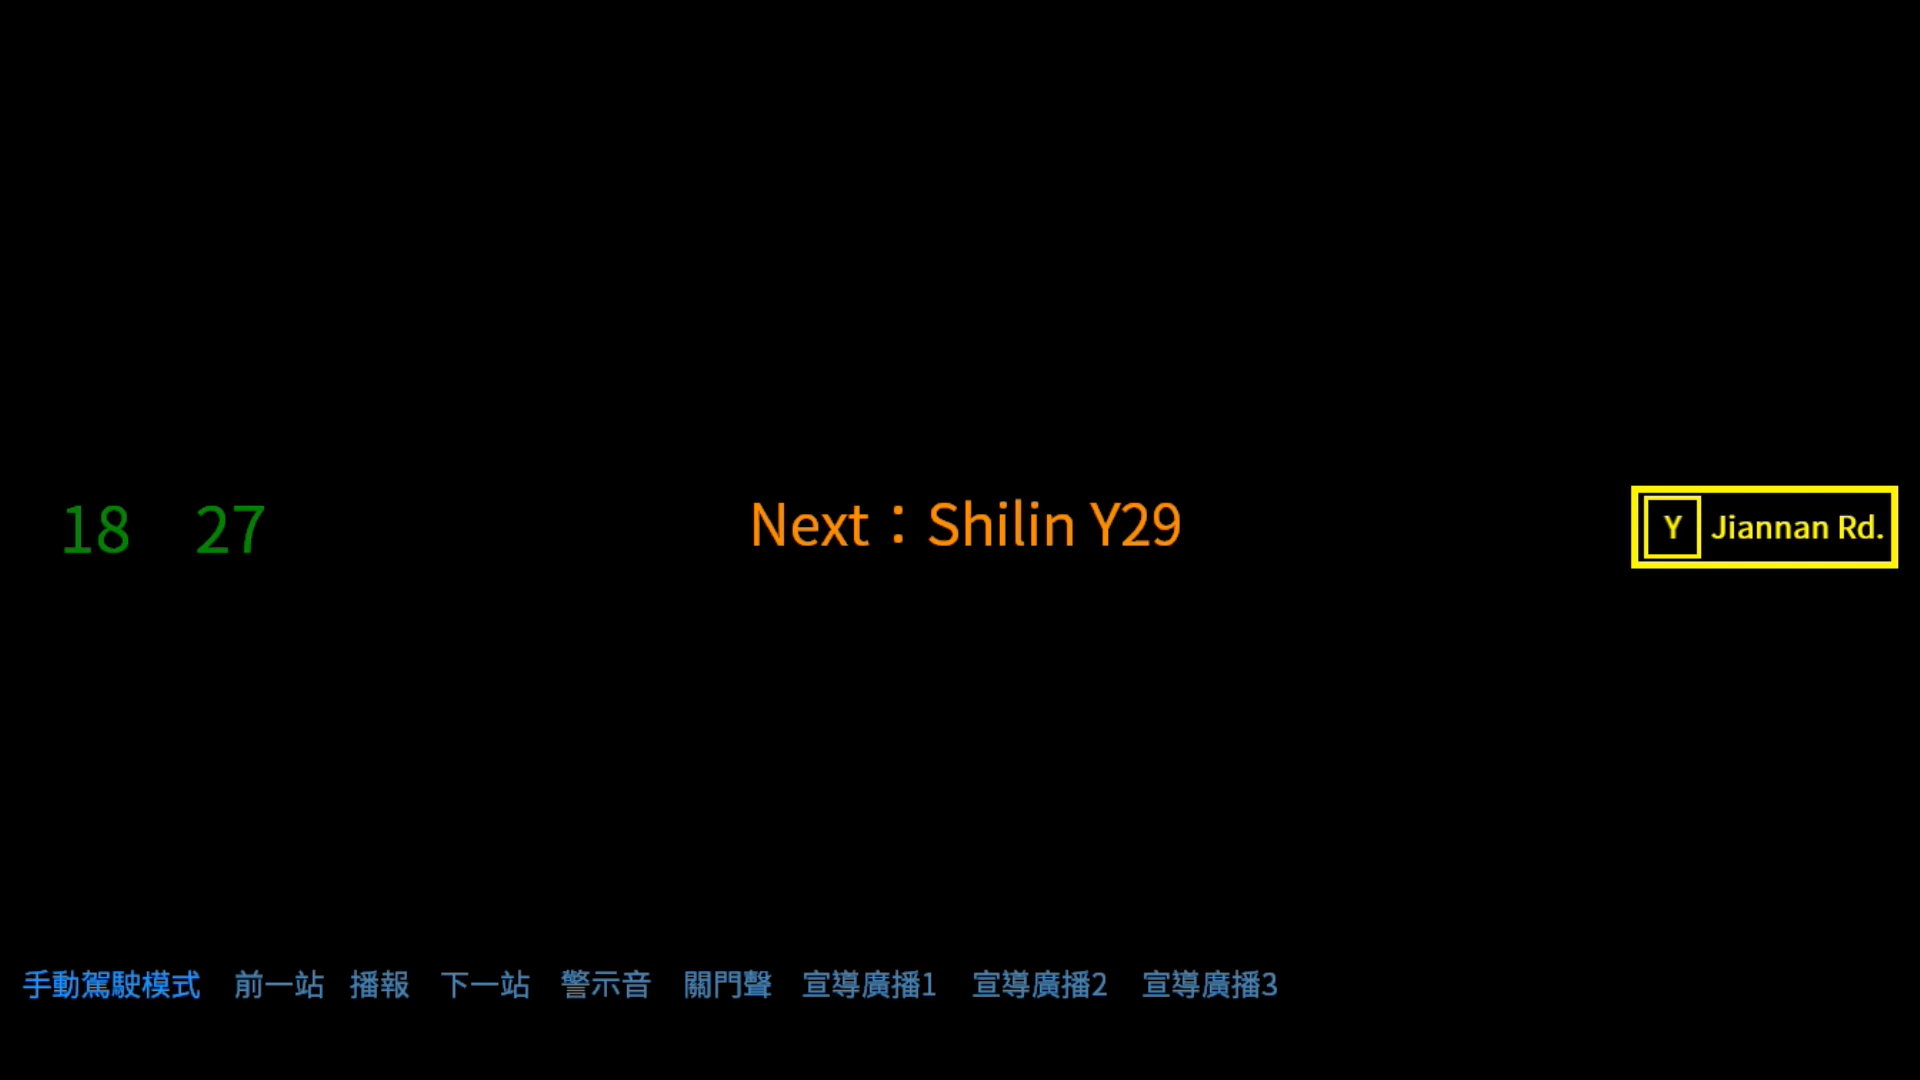 18 27 Next：Shilin Y29 Y Jiannan Rd.
手動駕駛模式 前一站 播報 下一站 警示音 關門聲 宣導廣播1 宣導廣播2 宣導廣播3